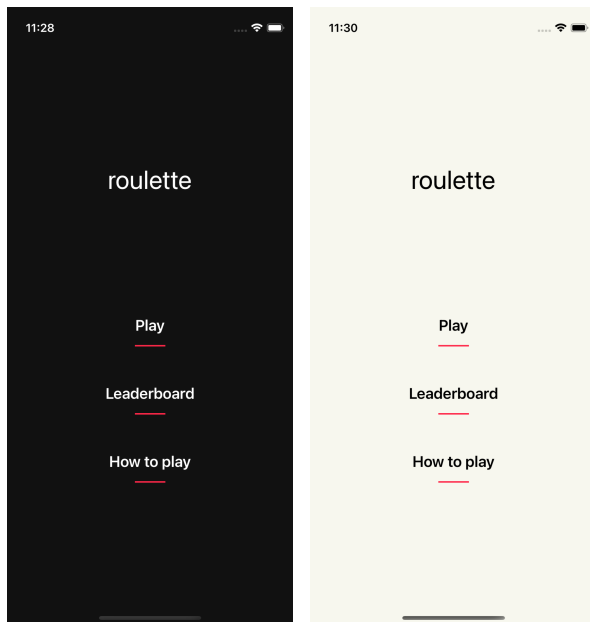 11:28
roulette
Play
Leaderboard
How to play
11:30
roulette
Play
Leaderboard
How to play